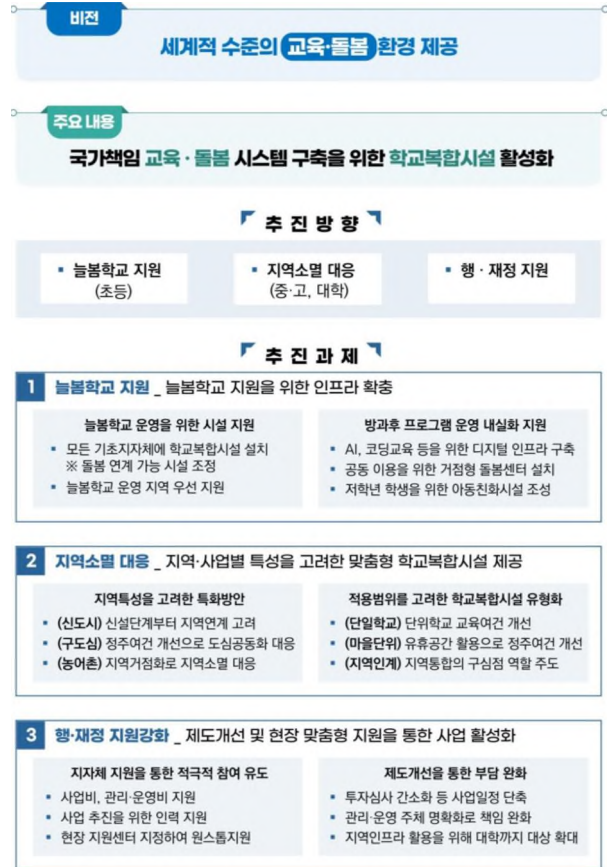 비전
세계적 수준의 교육·돌봄 환경 제공
주요 내용
국가책임 교육·돌봄 시스템 구축을 위한 학교복합시설 활성화
추 진 방 향
▪ 늘봄학교 지원
(초등)
▪ 지역소멸 대응
(중·고, 대학)
▪ 행·재정 지원
추 진 과 제
1 늘봄학교 지원 _ 늘봄학교 지원을 위한 인프라 확충
늘봄학교 운영을 위한 시설 지원
▪ 모든 기초지자체에 학교복합시설 설치
※ 돌봄 연계 가능 시설 조정
▪ 늘봄학교 운영 지역 우선 지원
방과후 프로그램 운영 내실화 지원
▪ AI, 코딩교육 등을 위한 디지털 인프라 구축
▪ 공동 이용을 위한 거점형 돌봄센터 설치
▪ 저학년 학생을 위한 아동친화시설 조성
2 지역소멸 대응 _ 지역·사업별 특성을 고려한 맞춤형 학교복합시설 제공
지역특성을 고려한 특화방안
▪ (신도시) 신설단계부터 지역연계 고려
▪ (구도심) 정주여건 개선으로 도심공동화 대응
▪ (농어촌) 지역거점화로 지역소멸 대응
적용범위를 고려한 학교복합시설 유형화
▪ (단일학교) 단위학교 교육여건 개선
▪ (마을단위) 유휴공간 활용으로 정주여건 개선
▪ (지역인계) 지역통합의 구심점 역할 주도
3 행·재정 지원강화 _ 제도개선 및 현장 맞춤형 지원을 통한 사업 활성화
지자체 지원을 통한 적극적 참여 유도
▪ 사업비, 관리·운영비 지원
▪ 사업 추진을 위한 인력 지원
▪ 현장 지원센터 지정하여 원스톱지원
제도개선을 통한 부담 완화
▪ 투자심사 간소화 등 사업일정 단축
▪ 관리·운영 주체 명확화로 책임 완화
▪ 지역인프라 활용을 위해 대학까지 대상 확대